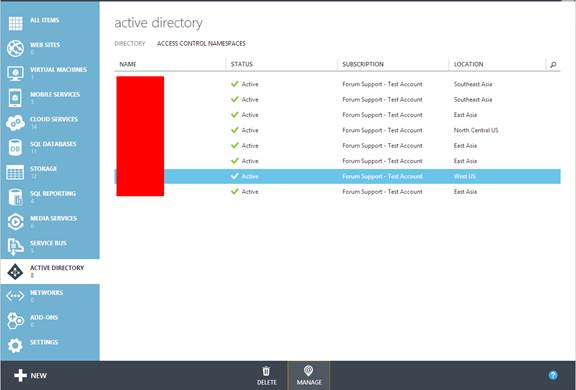 ALL ITEMS
WEB SITES
0
VIRTUAL MACHINES
1
MOBILE SERVICES
3
CLOUD SERVICES
14
SQL DATABASES
11
STORAGE
12
SQL REPORTING
4
MEDIA SERVICES
0
SERVICE BUS
5
ACTIVE DIRECTORY
8
NETWORKS
0
ADD-ONS
0
SETTINGS
active directory
DIRECTORY ACCESS CONTROL NAMESPACES
NAME STATUS SUBSCRIPTION LOCATION
Active Forum Support - Test Account Southeast Asia
Active Forum Support - Test Account Southeast Asia
Active Forum Support - Test Account East Asia
Active Forum Support - Test Account North Central US
Active Forum Support - Test Account East Asia
Active Forum Support - Test Account East Asia
Active Forum Support - Test Account West US
Active Forum Support - Test Account East Asia
NEW
DELETE
MANAGE
?